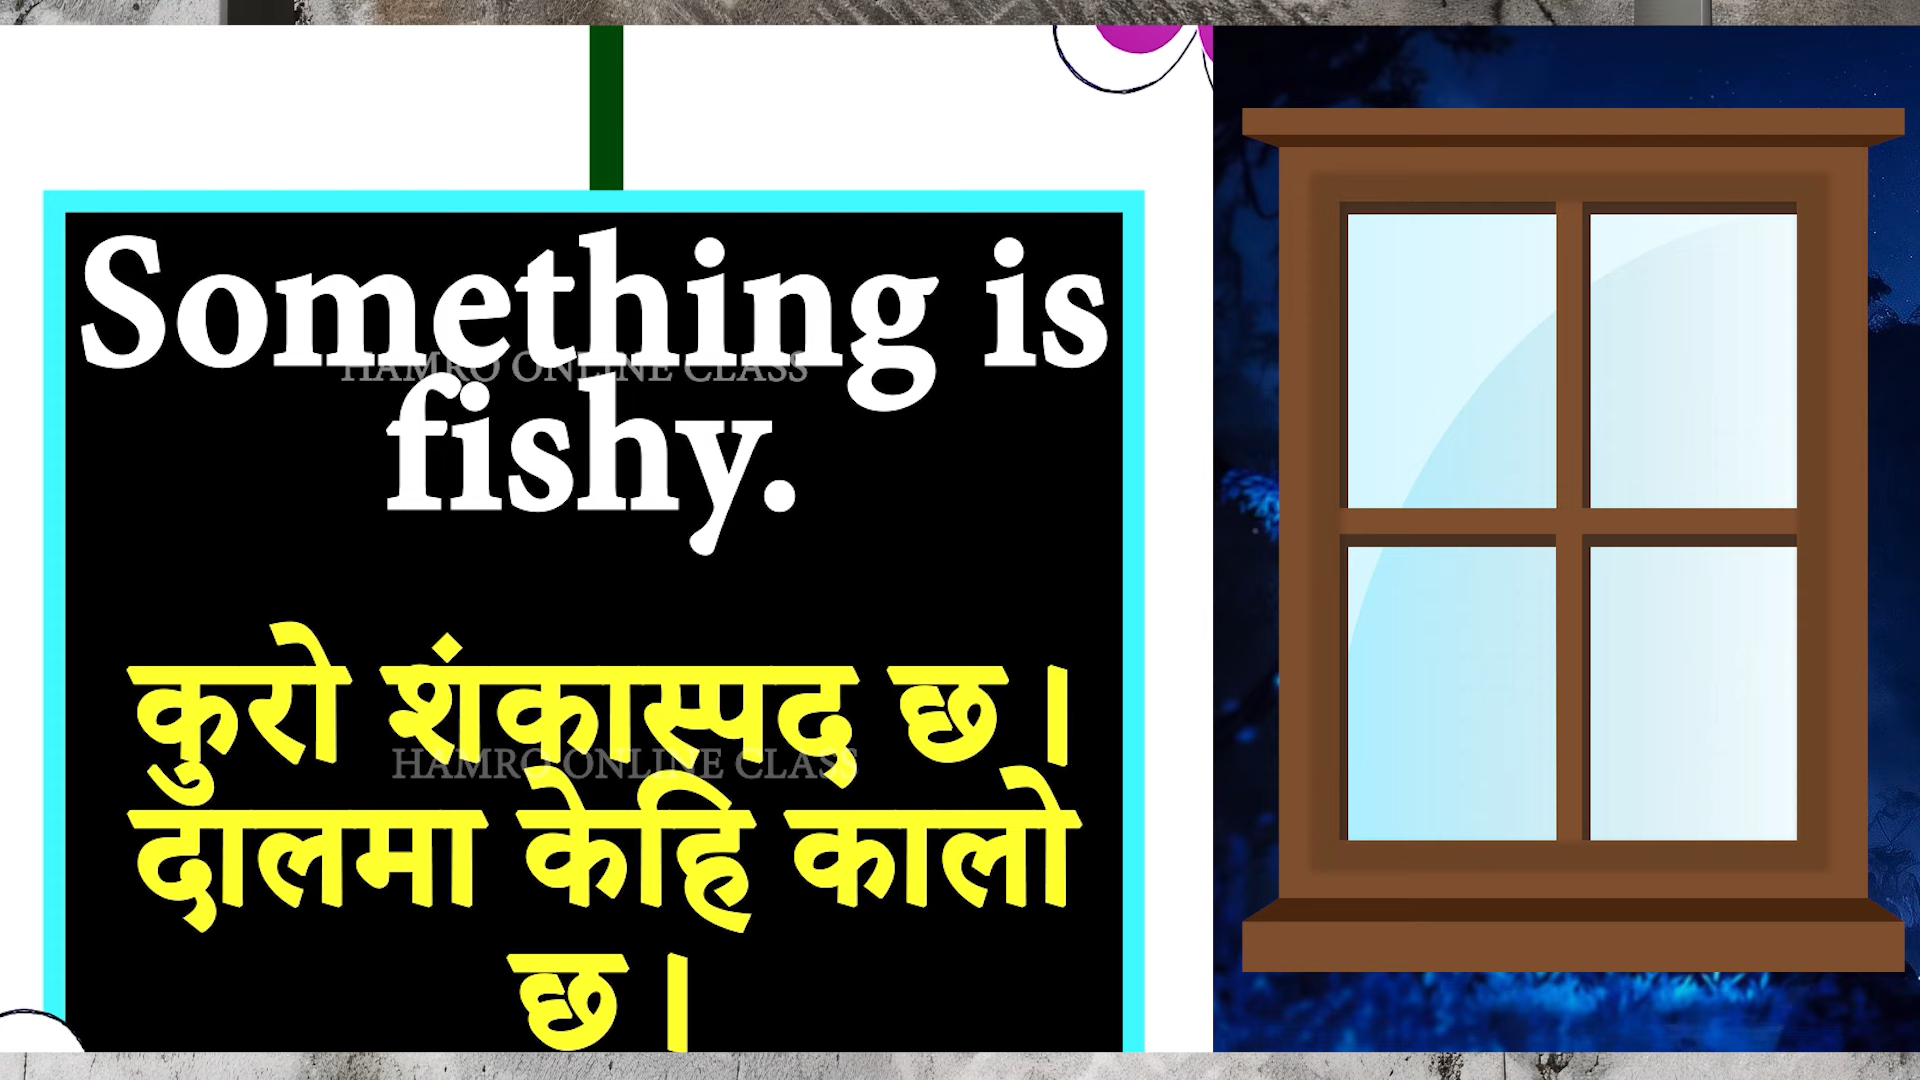 Something is
HAMRO ONLINE CLASS
fishy.
कुरो शंकास्पद छ।
HAMRO ONLINE CLASS
दालमा केहि कालो
छ।